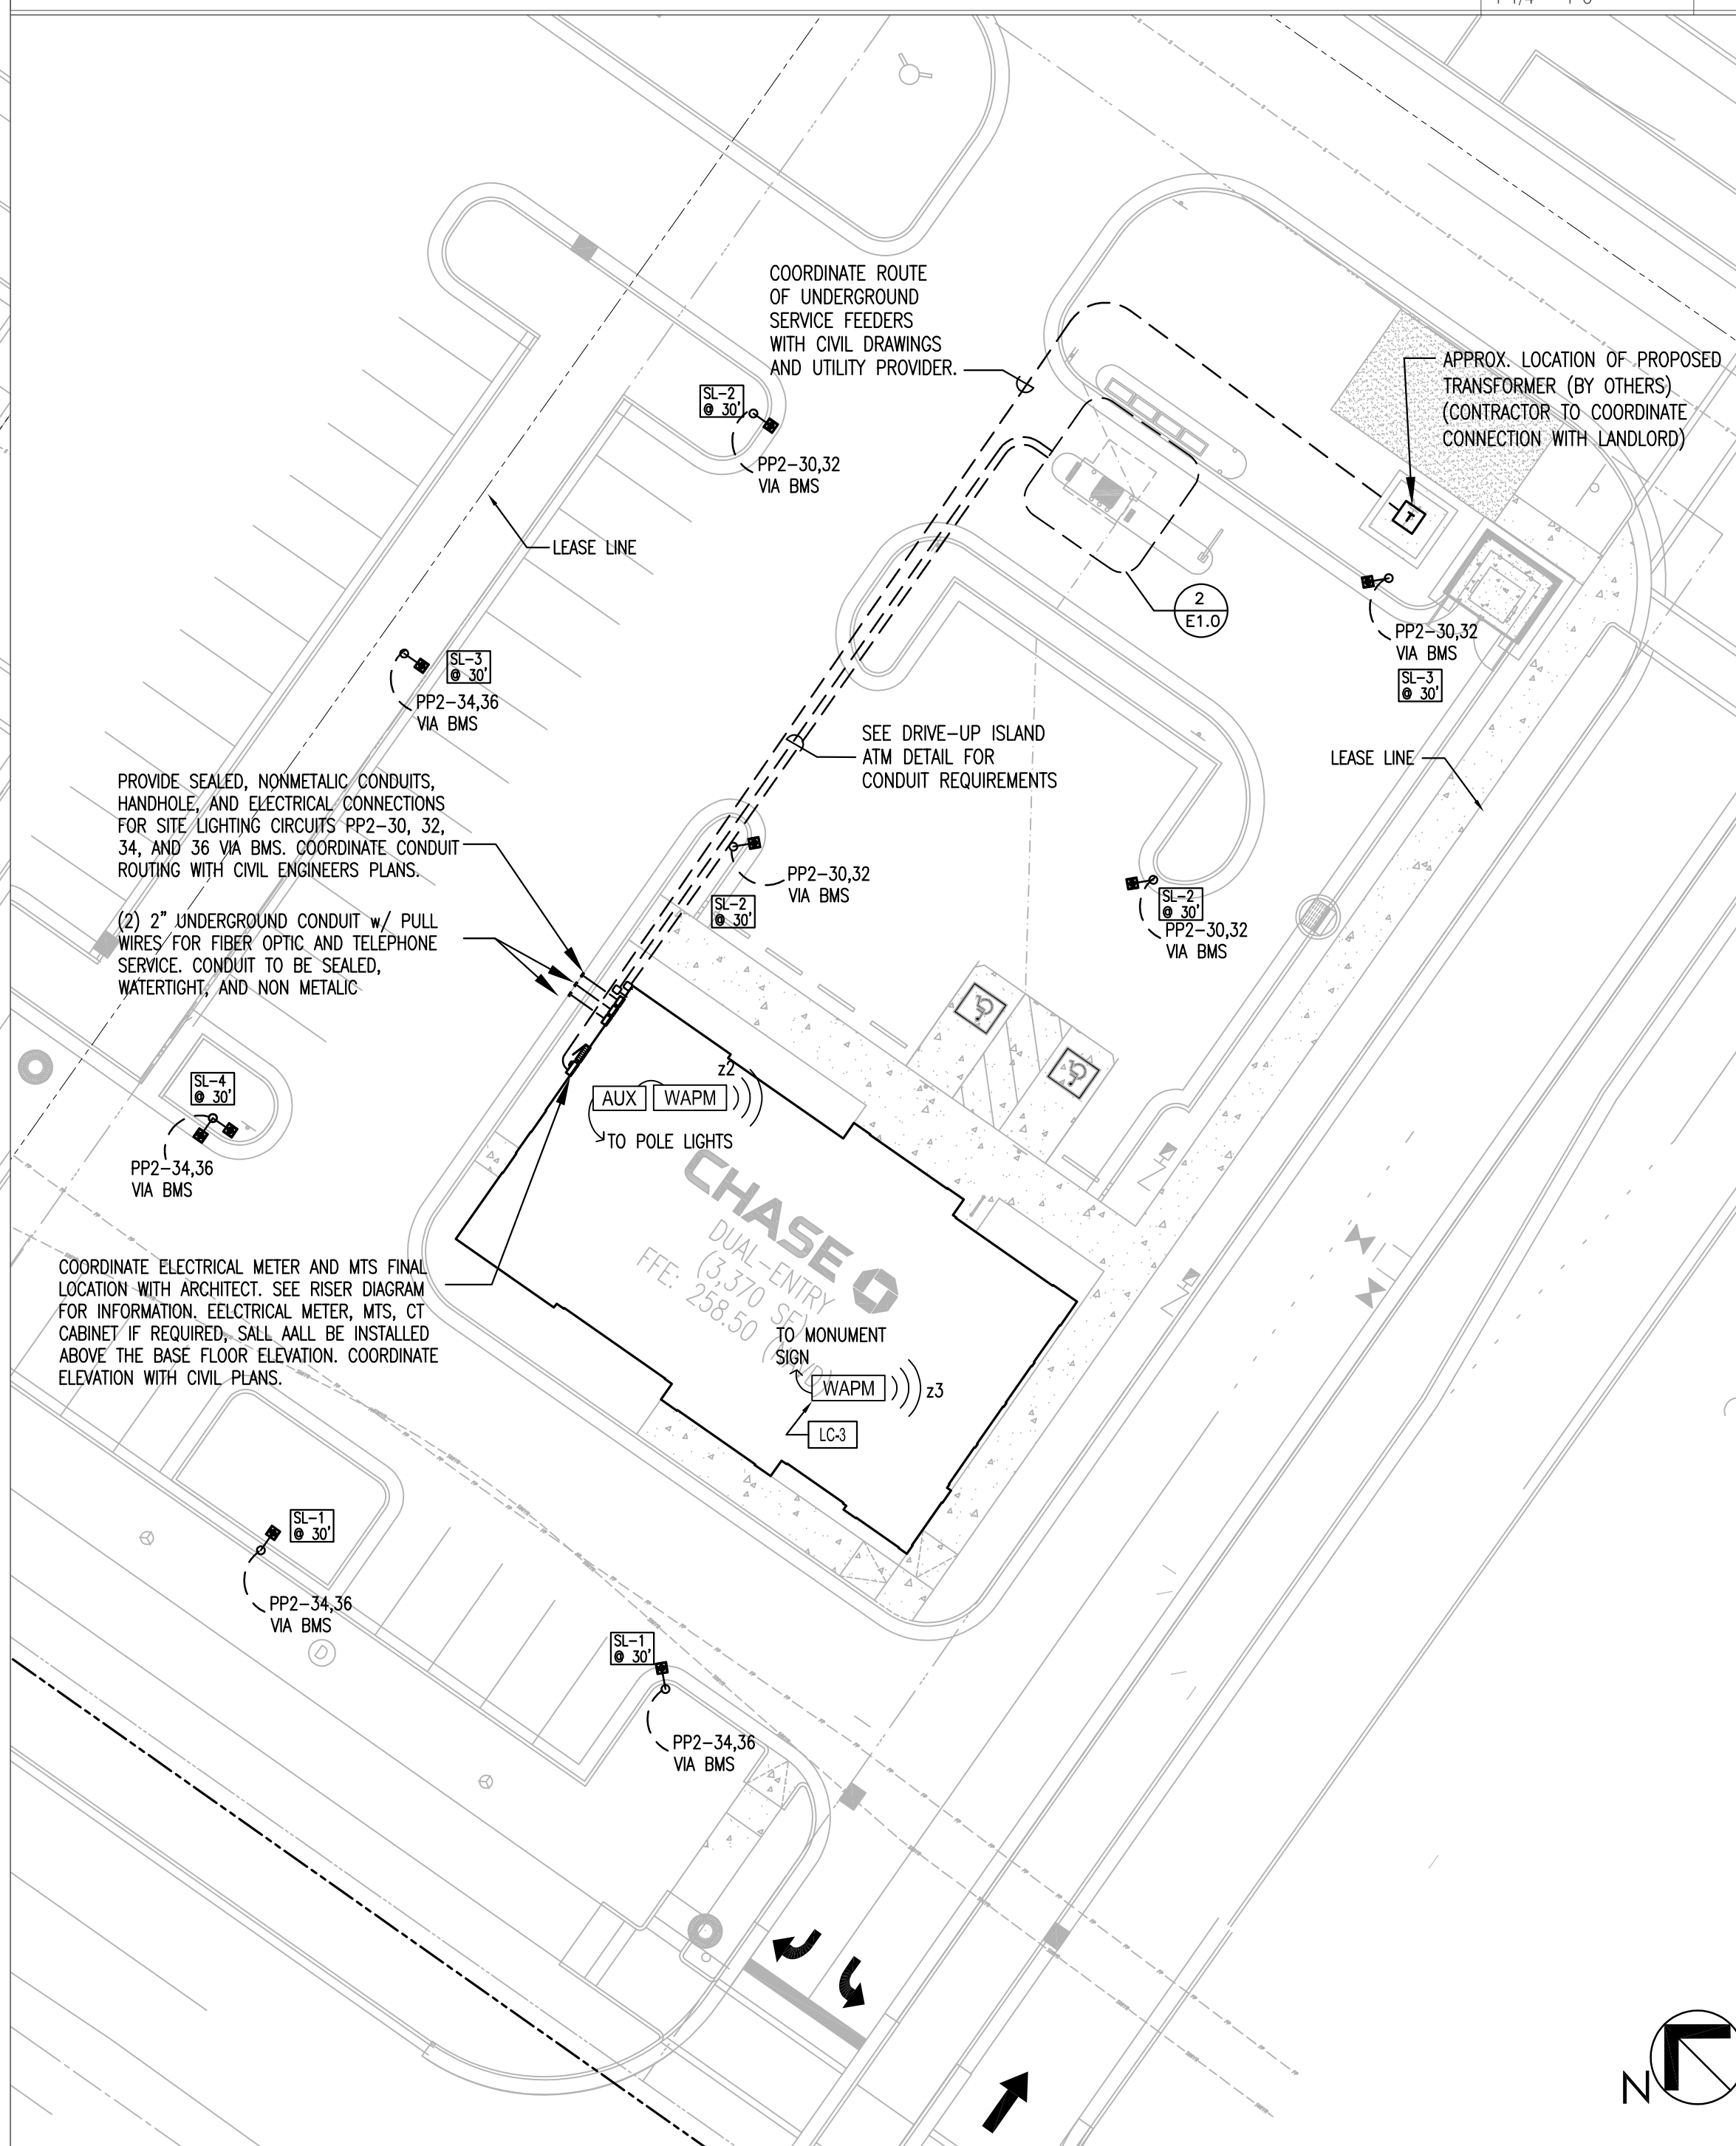 COORDINATE ROUTE
OF UNDERGROUND
SERVICE FEEDERS
WITH CIVIL DRAWINGS
AND UTILITY PROVIDER.
APPROX. LOCATION OF PROPOSED
TRANSFORMER (BY OTHERS)
(CONTRACTOR TO COORDINATE
CONNECTION WITH LANDLORD)
T
SL-2
@ 30'
PP2-30,32
VIA BMS
LEASE LINE
2
E1.0
PP2-30,32
VIA BMS
SL-3
@ 30'
SL-3
@ 30'
PP2-34,36
VIA BMS
SEE DRIVE-UP ISLAND
ATM DETAIL FOR
CONDUIT REQUIREMENTS
LEASE LINE
PROVIDE SEALED, NONMETALIC CONDUITS,
HANDHOLE, AND ELECTRICAL CONNECTIONS
FOR SITE LIGHTING CIRCUITS PP2-30, 32,
34, AND 36 VIA BMS. COORDINATE CONDUIT
ROUTING WITH CIVIL ENGINEERS PLANS.
PP2-30,32
VIA BMS
SL-2
@ 30'
SL-2
@ 30'
PP2-30,32
VIA BMS
(2) 2" UNDERGROUND CONDUIT w/ PULL
WIRES FOR FIBER OPTIC AND TELEPHONE
SERVICE. CONDUIT TO BE SEALED,
WATERTIGHT, AND NON METALIC
SL-4
@ 30'
PP2-34,36
VIA BMS
z2
AUX WAPM
TO POLE LIGHTS
CHASE
DUAL-ENTRY
(3,370 SF)
FFE: 258.50
COORDINATE ELECTRICAL METER AND MTS FINAL
LOCATION WITH ARCHITECT. SEE RISER DIAGRAM
FOR INFORMATION. EELCTRICAL METER, MTS, CT
CABINET IF REQUIRED, SALL AALL BE INSTALLED
ABOVE THE BASE FLOOR ELEVATION. COORDINATE
ELEVATION WITH CIVIL PLANS.
TO MONUMENT
SIGN
WAPM z3
LC-3
SL-1
@ 30'
PP2-34,36
VIA BMS
D
SL-1
@ 30'
PP2-34,36
VIA BMS
N